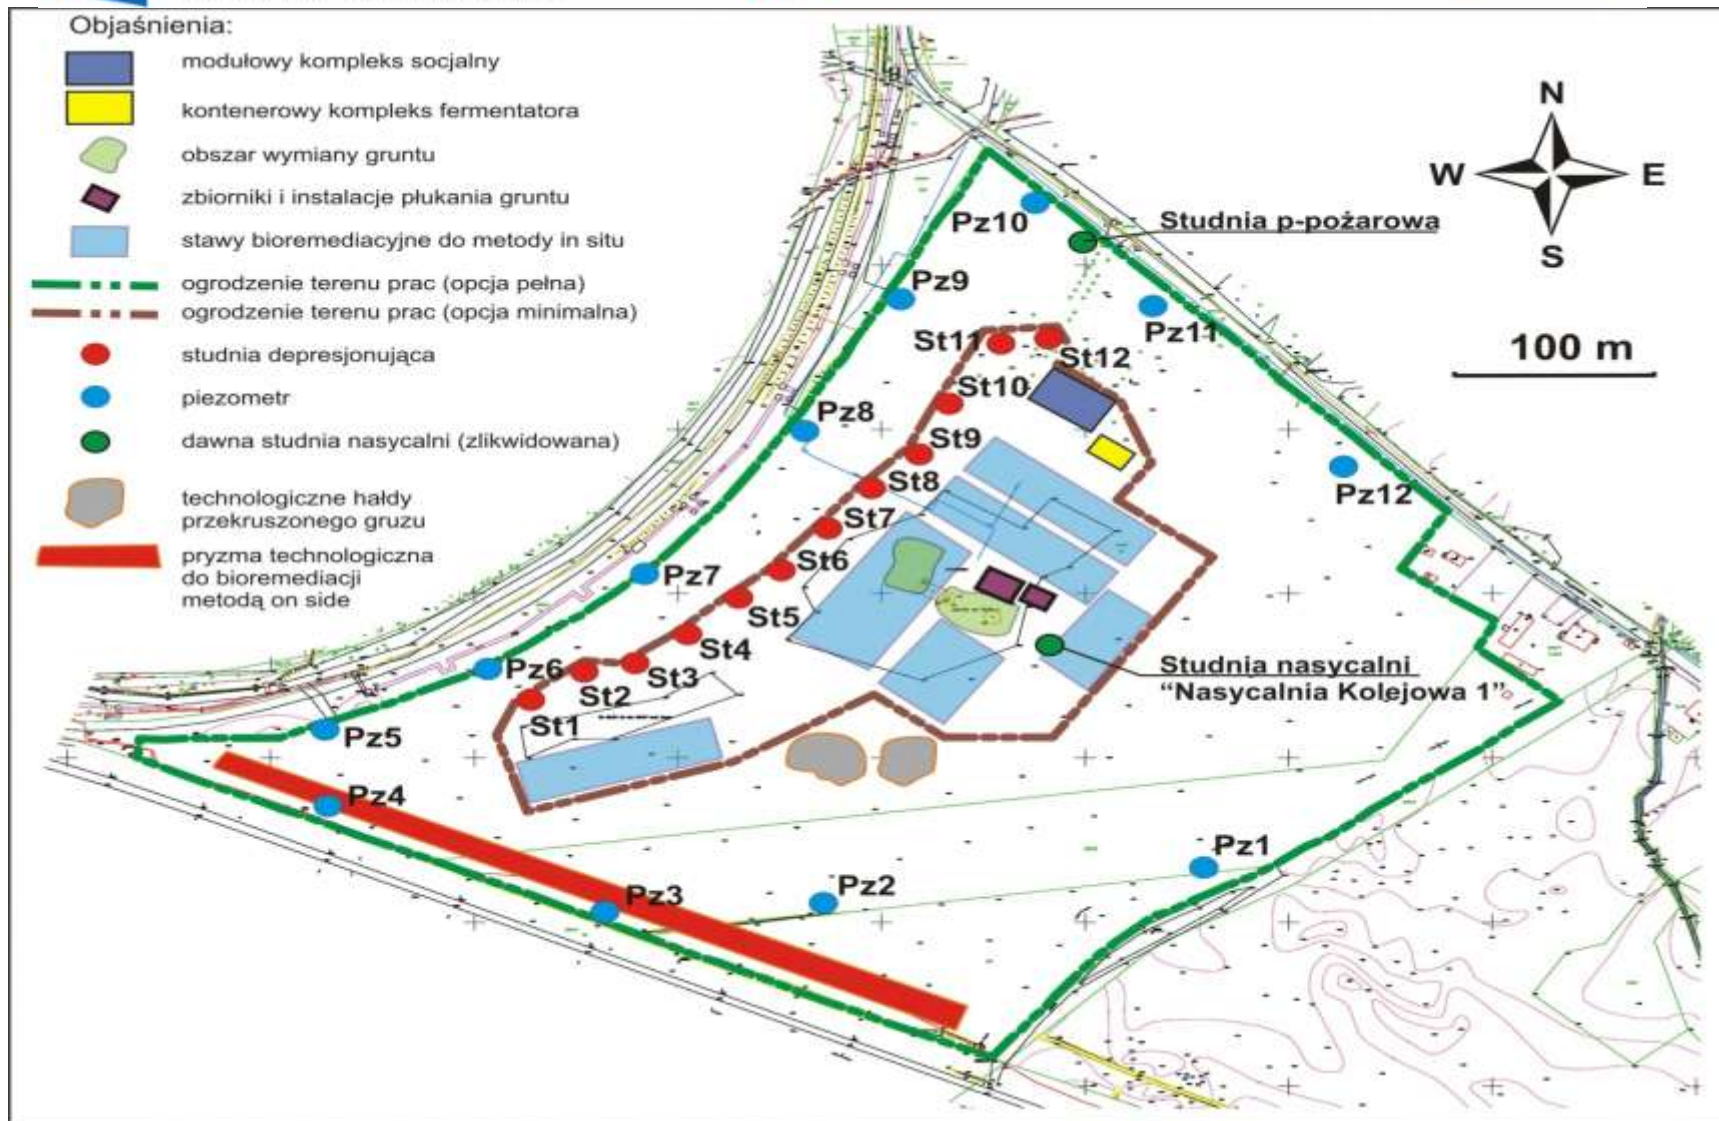 Objaśnienia:
modułowy kompleks socjalny
kontenerowy kompleks fermentatora
obszar wymiany gruntu
zbiorniki i instalacje płukania gruntu
stawy bioremediacyjne do metody in situ
ogrodzenie terenu prac (opcja pełna)
ogrodzenie terenu prac (opcja minimalna)
studnia depresjonująca
piezometr
dawna studnia nasycalni (zlikwidowana)
technologiczne hałdy
przekruszonego gruzu
pryzma technologiczna
do bioremediacji
metodą on side
N
W
E
S
100 m
Pz10
Studnia p-pożarowa
Pz9
Pz11
St11
St12
St10
Pz8
St9
Pz12
St8
St7
St6
Pz7
St5
St4
Pz6
St3
St2
St1
Studnia nasycalni
“Nasycalnia Kolejowa 1”
Pz5
Pz4
Pz3
Pz2
Pz1